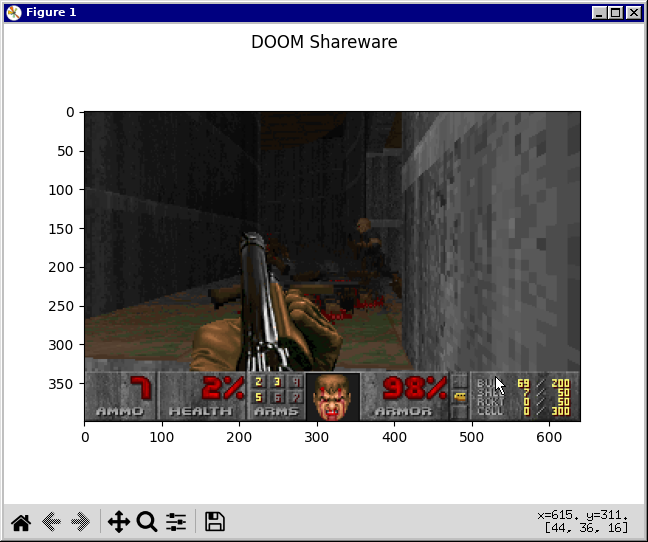 Figure 1
DOOM Shareware
0
50
100
150
200
250
300
350
7
2%
2 3 4
5 6 7
98%
BULL 69 / 200
SHEL 7 / 50
RCKT 0 / 50
CELL 0 / 300
AMMO HEALTH ARMS ARMOR
0 100 200 300 400 500 600
x=615. y=311.
[44, 36, 16]